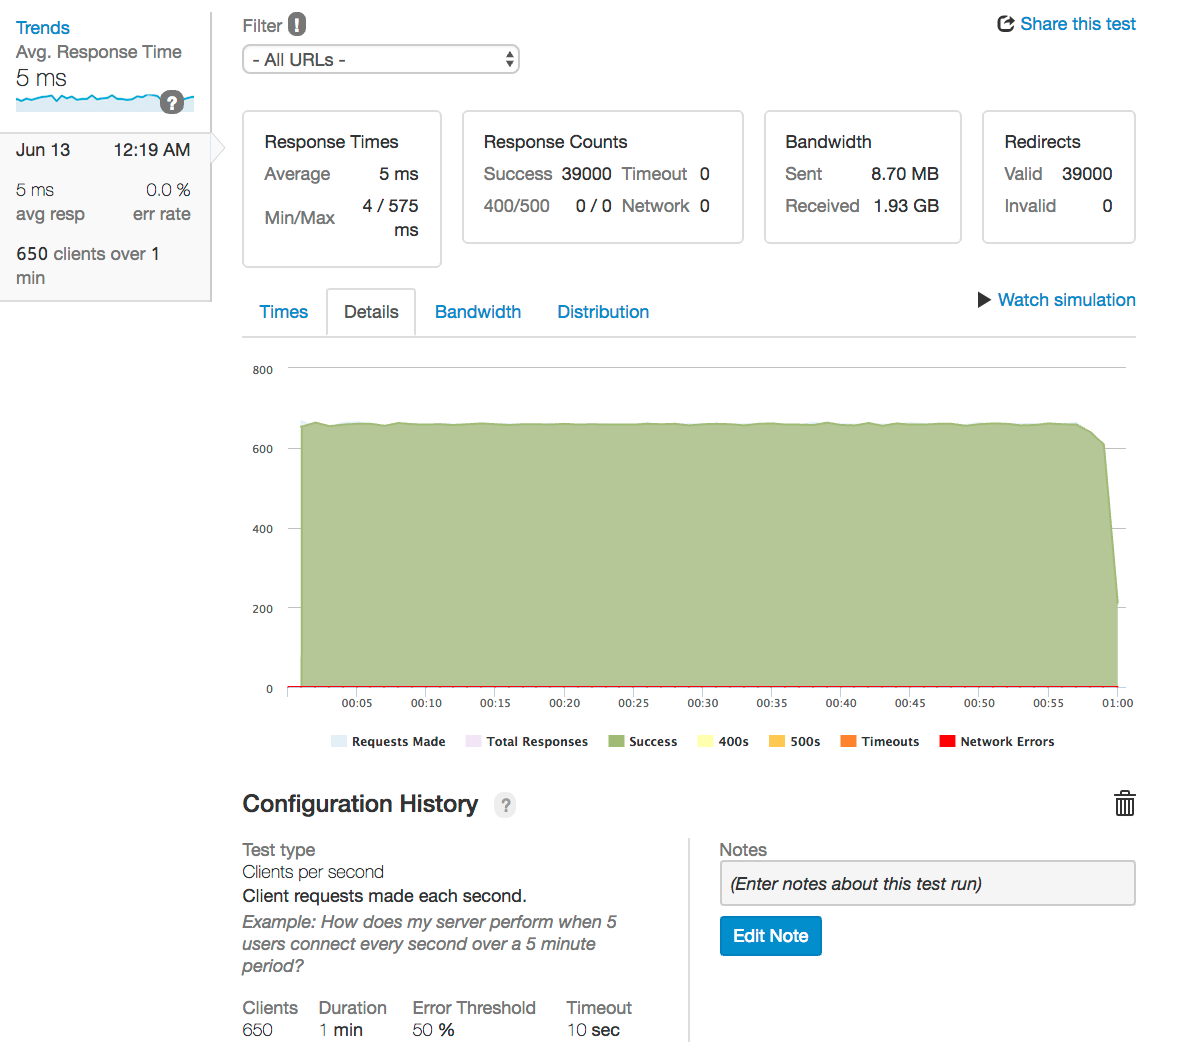 Trends
Avg. Response Time
5 ms
?
Jun 13 12:19 AM
5 ms 0.0 %
avg resp err rate
650 clients over 1
min
Filter !
- All URLs -
Share this test
Response Times
Average 5 ms
Min/Max 4 / 575
ms
Response Counts
Success 39000 Timeout 0
400/500 0 / 0 Network 0
Bandwidth
Sent 8.70 MB
Received 1.93 GB
Redirects
Valid 39000
Invalid 0
Times Details Bandwidth Distribution
Watch simulation
800
600
400
200
0
00:05 00:10 00:15 00:20 00:25 00:30 00:35 00:40 00:45 00:50 00:55 01:00
Requests Made Total Responses Success 400s 500s Timeouts Network Errors
Configuration History ?
Test type
Clients per second
Client requests made each second.
Example: How does my server perform when 5
users connect every second over a 5 minute
period?
Clients Duration Error Threshold Timeout
650 1 min 50 % 10 sec
Notes
(Enter notes about this test run)
Edit Note